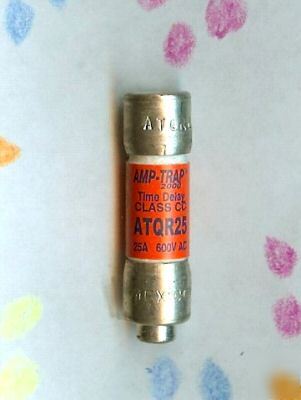 AMP-TRAP
2000
Time Delay
CLASS CC
ATQR25
25A 600V AC